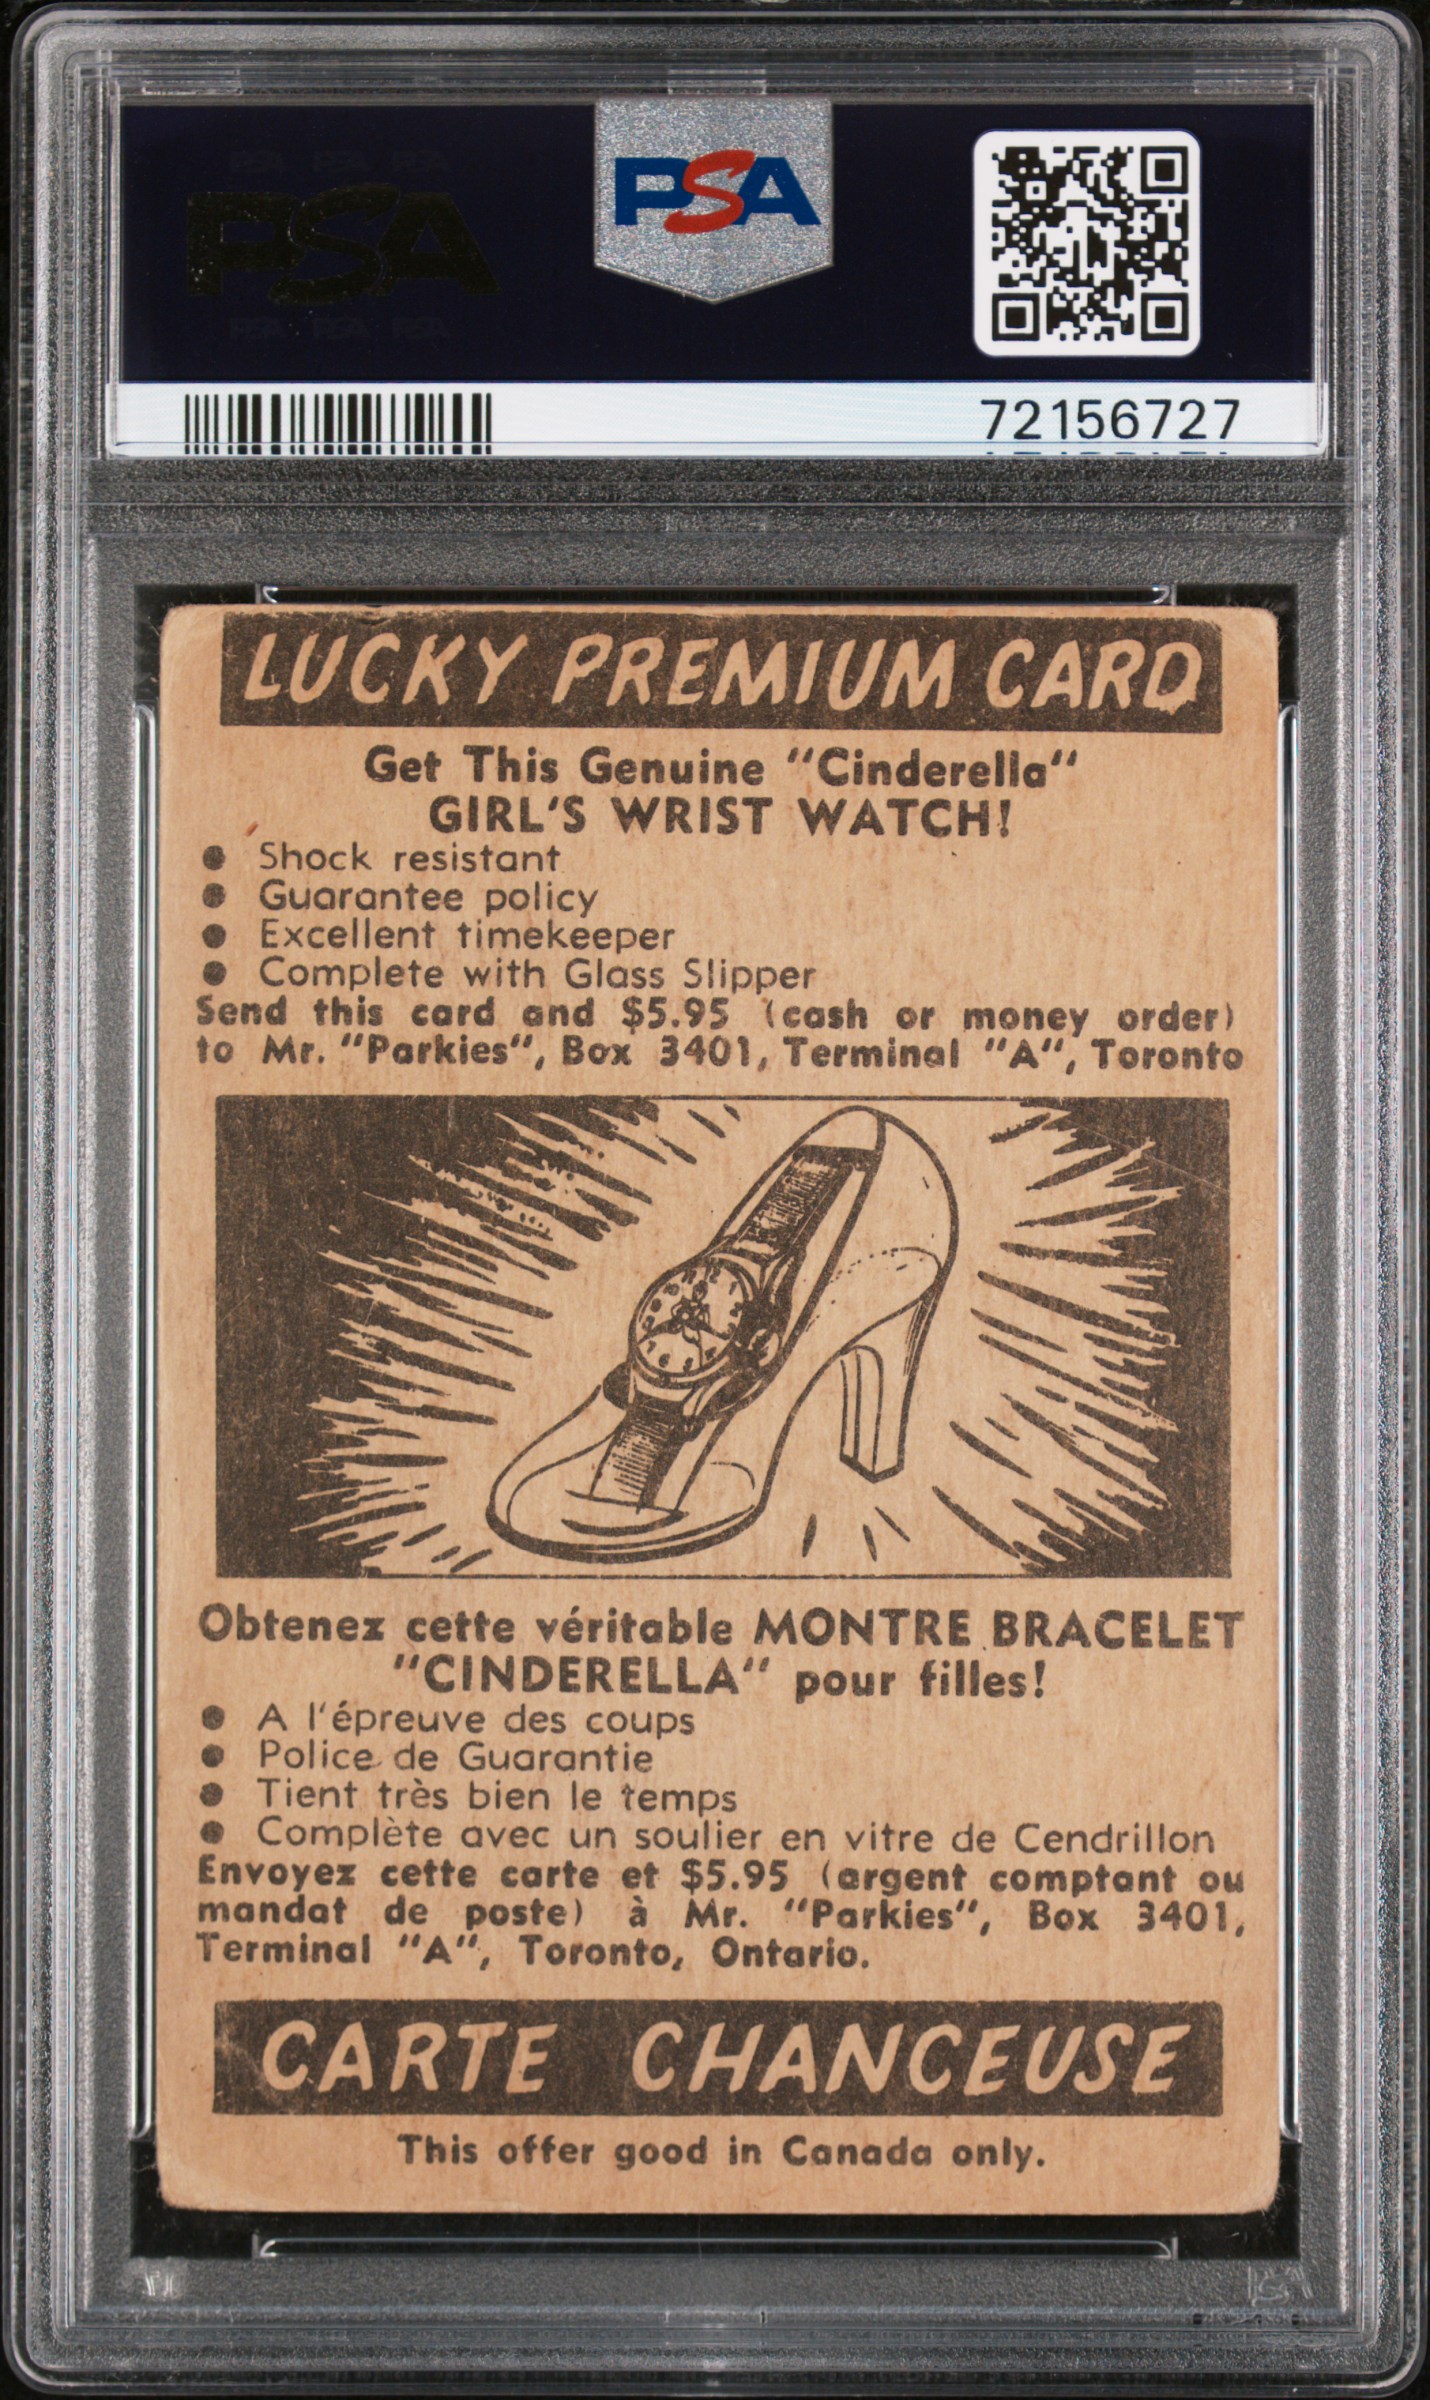 PSA
PSA
72156727
LUCKY PREMIUM CARD
Get This Genuine "Cinderella"
GIRL'S WRIST WATCH!
● Shock resistant
● Guarantee policy
● Excellent timekeeper
● Complete with Glass Slipper
Send this card and $5.95 (cash or money order)
to Mr. "Parkies", Box 3401, Terminal "A", Toronto
Obtenez cette véritable MONTRE BRACELET
"CINDERELLA" pour filles!
● A l'épreuve des coups
● Police de Guarantie
● Tient très bien le temps
● Complète avec un soulier en vitre de Cendrillon
Envoyez cette carte et $5.95 (argent comptant ou
mandat de poste) à Mr. "Parkies", Box 3401,
Terminal "A", Toronto, Ontario.
CARTE CHANCEUSE
This offer good in Canada only.